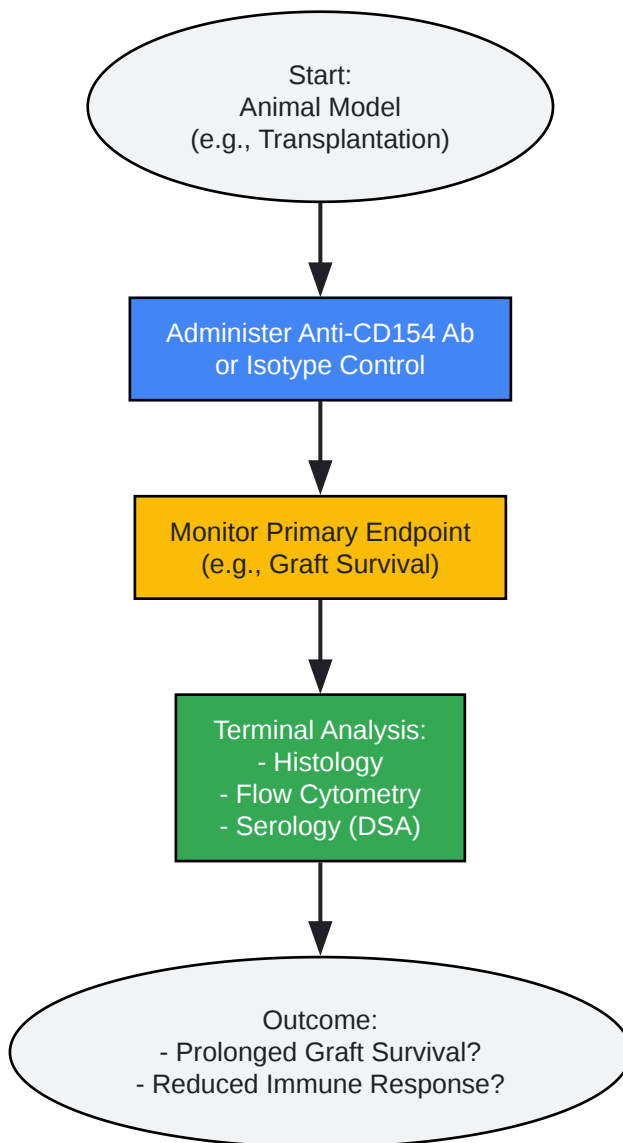 Start:
Animal Model
(e.g., Transplantation)
Administer Anti-CD154 Ab
or Isotype Control
Monitor Primary Endpoint
(e.g., Graft Survival)
Terminal Analysis:
- Histology
- Flow Cytometry
- Serology (DSA)
Outcome:
- Prolonged Graft Survival?
- Reduced Immune Response?